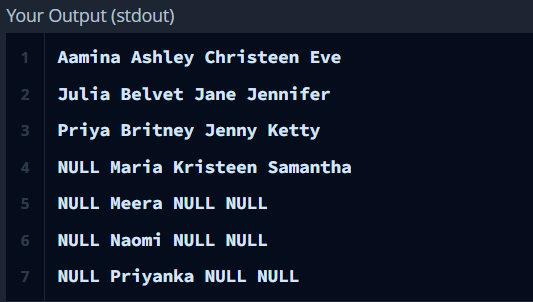 Your Output (stdout)
1 Aamina Ashley Christeen Eve
2 Julia Belvet Jane Jennifer
3 Priya Britney Jenny Ketty
4 NULL Maria Kristeen Samantha
5 NULL Meera NULL NULL
6 NULL Naomi NULL NULL
7 NULL Priyanka NULL NULL